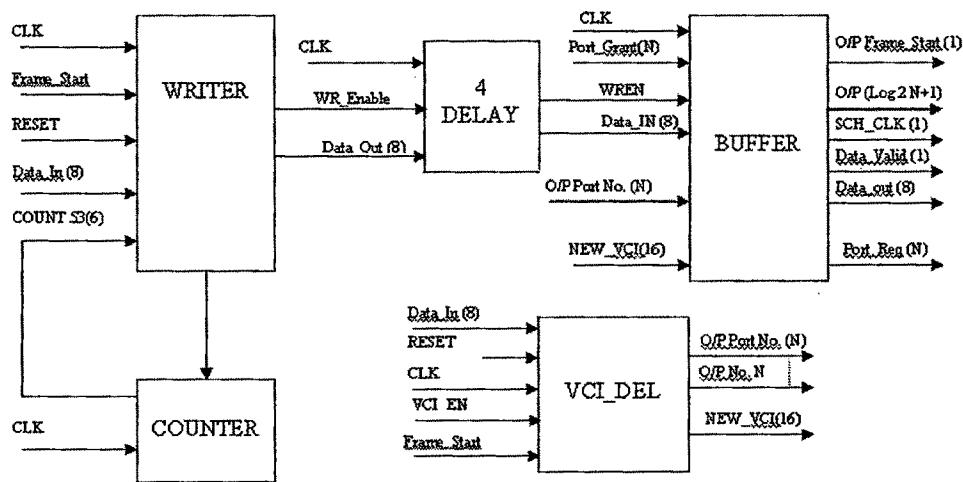 CLK
Frame_Start
RESET
Data_In (8)
COUNT 53(6)
WRITER
WR_Enable
Data_Out (8)
CLK
4
DELAY
CLK
Port_Grant(N)
WREN
Data_IN (8)
O/P Port No. (N)
NEW_VCI(16)
BUFFER
O/P Frame_Start (1)
O/P (Log 2 N+1)
SCH_CLK (1)
Data_Valid (1)
Data_out (8)
Port_Req (N)
CLK
COUNTER
Data_In (8)
RESET
CLK
VCI_EN
Frame_Start
VCI_DEL
O/P Port No. (N)
O/P No. N
NEW_VCI(16)